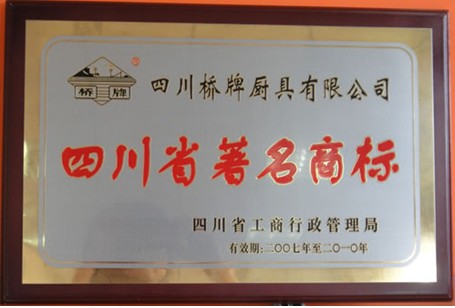 桥牌
®
四川桥牌厨具有限公司
四川省著名商标
四川省工商行政管理局
有效期:二〇〇七年至二〇一〇年